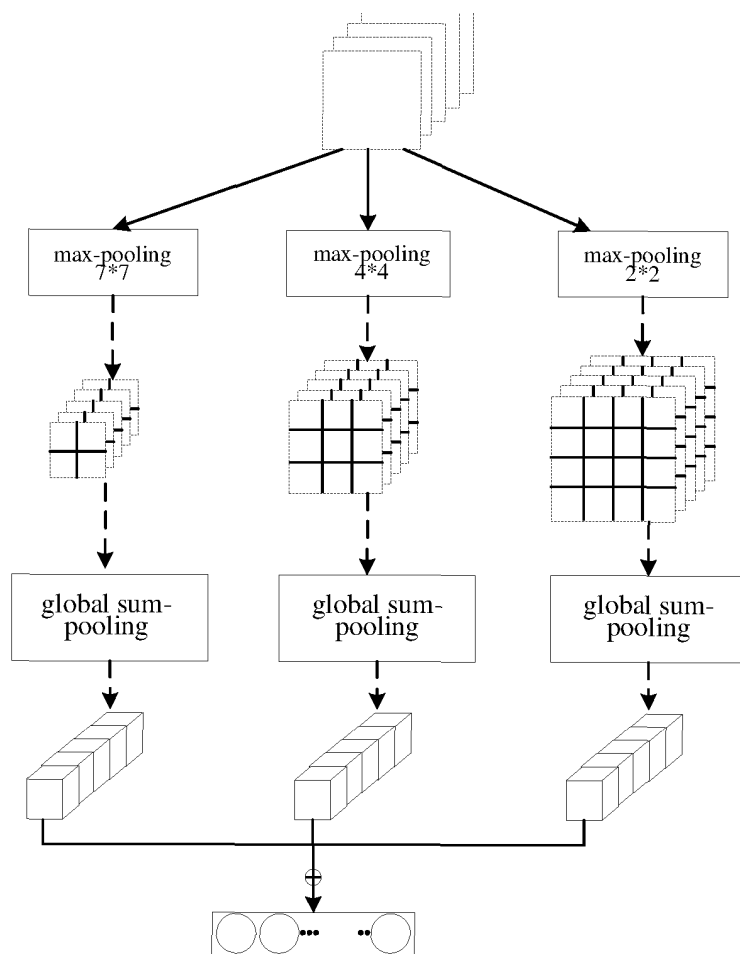 max-pooling
7*7
max-pooling
4*4
max-pooling
2*2
global sum-
pooling
global sum-
pooling
global sum-
pooling